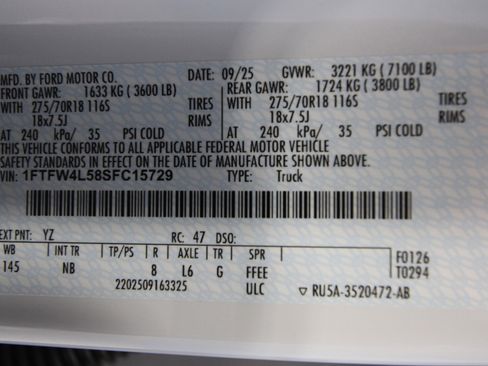 MFD. BY FORD MOTOR CO. DATE: 09/25 GVWR: 3221 KG ( 7100 LB)
FRONT GAWR: 1633 KG ( 3600 LB) REAR GAWR: 1724 KG ( 3800 LB)
WITH 275/70R18 116S TIRES WITH 275/70R18 116S TIRES
18x7.5J RIMS 18x7.5J RIMS
AT 240 kPa/ 35 PSI COLD AT 240 kPa/ 35 PSI COLD
THIS VEHICLE CONFORMS TO ALL APPLICABLE FEDERAL MOTOR VEHICLE
SAFETY STANDARDS IN EFFECT ON THE DATE OF MANUFACTURE SHOWN ABOVE.
VIN: 1FTFW4L58SFC15729 TYPE: Truck
EXT PNT: YZ RC: 47 DSO:
WB INT TR TP/PS R AXLE TR SPR F0126
145 NB 8 L6 G FFEE T0294
2202509163325 ULC ▽ RU5A-3520472-AB